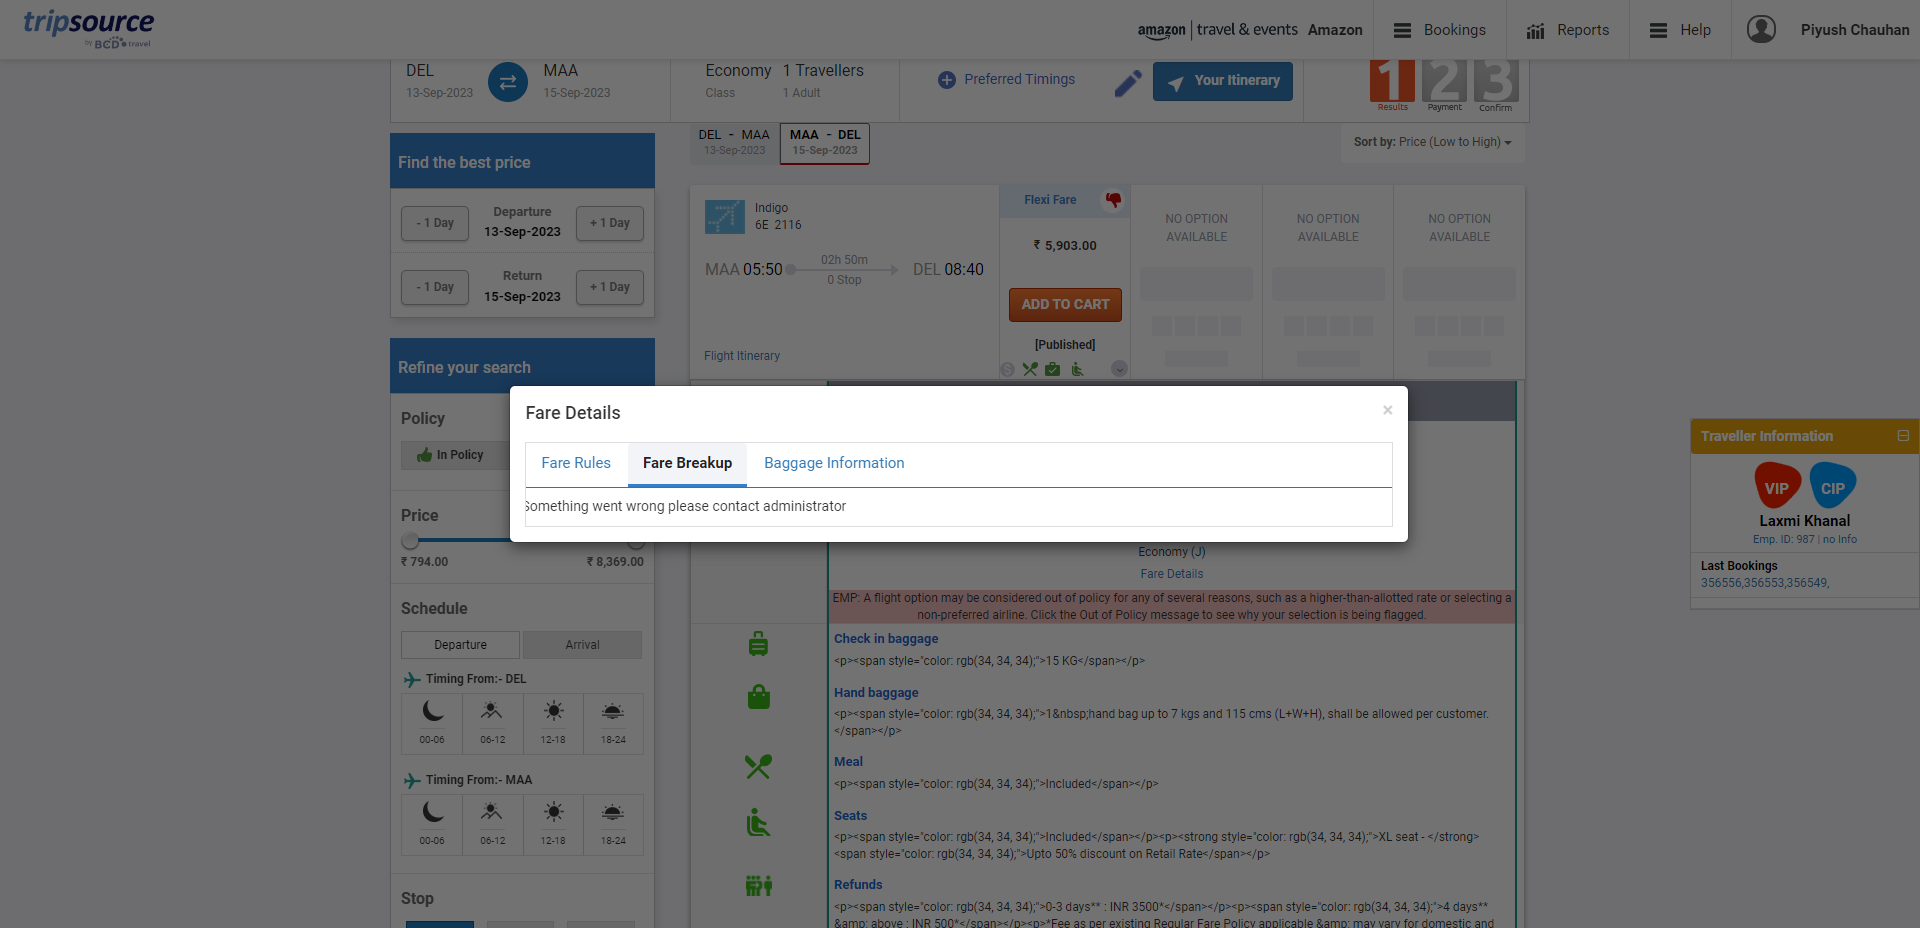 tripsource
by BCD travel
amazon | travel & events Amazon
Bookings
Reports
Help
Piyush Chauhan
DEL
13-Sep-2023
MAA
15-Sep-2023
Economy
Class
1 Travellers
1 Adult
Preferred Timings
Your Itinerary
1 2 3
Results Payment Confirm
Find the best price
- 1 Day
Departure
13-Sep-2023
+ 1 Day
- 1 Day
Return
15-Sep-2023
+ 1 Day
DEL - MAA
13-Sep-2023
MAA - DEL
15-Sep-2023
Sort by: Price (Low to High)
Indigo
6E 2116
MAA 05:50
02h 50m
0 Stop
DEL 08:40
Flight Itinerary
Flexi Fare
₹ 5,903.00
ADD TO CART
[Published]
NO OPTION
AVAILABLE
NO OPTION
AVAILABLE
NO OPTION
AVAILABLE
Refine your search
Policy
In Policy
Price
₹ 794.00
₹ 8,369.00
Schedule
Departure
Arrival
Timing From:- DEL
00-06
06-12
12-18
18-24
Timing From:- MAA
00-06
06-12
12-18
18-24
Stop
Fare Details
×
Fare Rules
Fare Breakup
Baggage Information
Something went wrong please contact administrator
Economy (J)
Fare Details
EMP: A flight option may be considered out of policy for any of several reasons, such as a higher-than-allotted rate or selecting a
non-preferred airline. Click the Out of Policy message to see why your selection is being flagged.
Check in baggage
<p><span style="color: rgb(34, 34, 34);">15 KG</span></p>
Hand baggage
<p><span style="color: rgb(34, 34, 34);">1&nbsp;hand bag up to 7 kgs and 115 cms (L+W+H), shall be allowed per customer.
</span></p>
Meal
<p><span style="color: rgb(34, 34, 34);">Included</span></p>
Seats
<p><span style="color: rgb(34, 34, 34);">Included</span></p><p><strong style="color: rgb(34, 34, 34);">XL seat - </strong>
<span style="color: rgb(34, 34, 34);">Upto 50% discount on Retail Rate</span></p>
Refunds
<p><span style="color: rgb(34, 34, 34);">0-3 days** : INR 3500*</span></p><p><span style="color: rgb(34, 34, 34);">4 days**
&amp; above : INR 500*</span></p><p>*Fee as per existing Regular Fare Policy applicable &amp; may vary for domestic and
Traveller Information
VIP
CIP
Laxmi Khanal
Emp. ID: 987 | no Info
Last Bookings
356556,356553,356549,